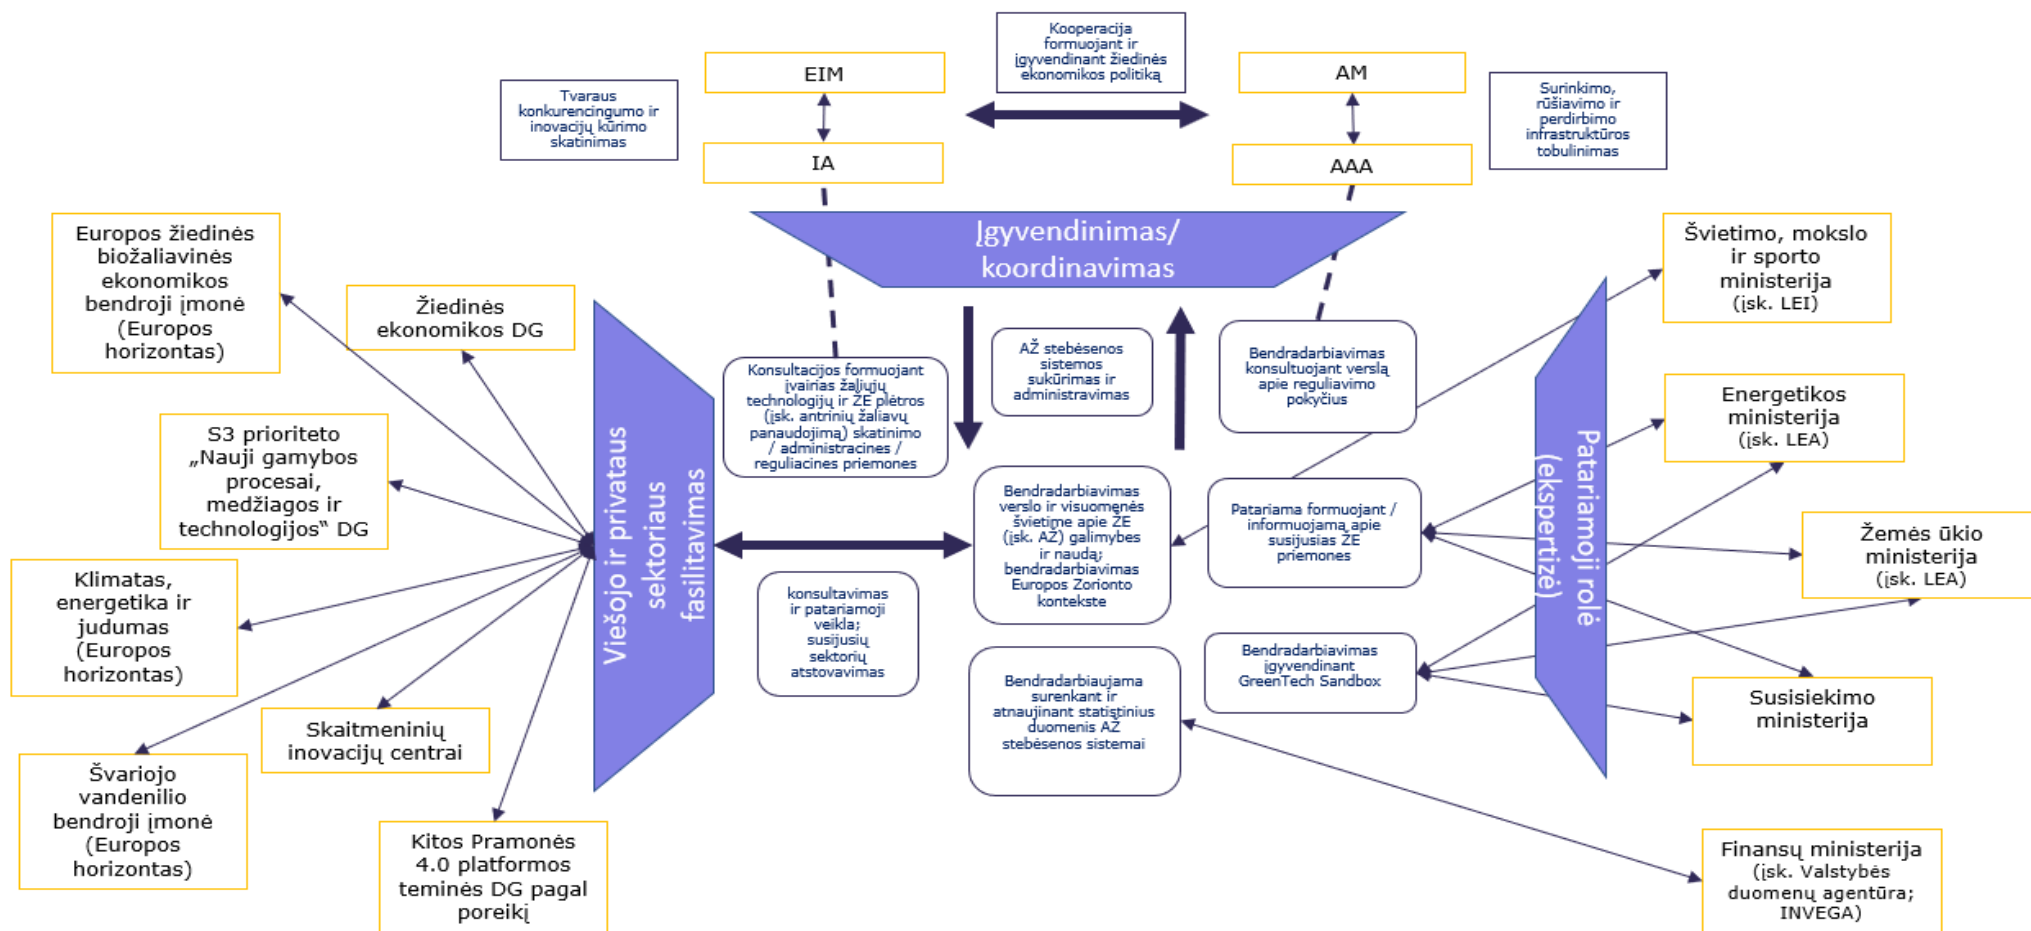 Kooperacija
formuojant ir
įgyvendinant žiedinės
ekonomikos politiką
EIM
AM
Tvaraus
konkurencingumo ir
inovacijų kūrimo
skatinimas
Surinkimo,
rūšiavimo ir
perdirbimo
infrastruktūros
tobulinimas
IA
AAA
Įgyvendinimas/
koordinavimas
Europos žiedinės
biožaliavinės
ekonomikos
bendroji įmonė
(Europos
horizontas)
Žiedinės
ekonomikos DG
S3 prioriteto
„Nauji gamybos
procesai,
medžiagos ir
technologijos“ DG
Klimatas,
energetika ir
judumas
(Europos
horizontas)
Skaitmeninių
inovacijų centrai
Švariojo
vandenilio
bendroji įmonė
(Europos
horizontas)
Kitos Pramonės
4.0 platformos
teminės DG pagal
poreikį
Viešojo ir privataus
sektoriaus
fasilitavimas
Konsultacijos formuojant
įvairias žaliųjų
technologijų ir ŽE plėtros
(įsk. antrinių žaliavų
panaudojimą) skatinimo
/ administracines /
reguliacines priemones
AŽ stebėsenos
sistemos
sukūrimas ir
administravimas
Bendradarbiavimas
konsultuojant verslą
apie reguliavimo
pokyčius
konsultavimas
ir patariamoji
veikla;
susijusių
sektorių
atstovavimas
Bendradarbiavimas
verslo ir visuomenės
švietime apie ŽE
(įsk. AŽ) galimybes
ir naudą;
bendradarbiavimas
Europos Zorionto
kontekste
Patariama formuojant /
informuojama apie
susijusias ŽE
priemones
Bendradarbiaujama
surenkant ir
atnaujinant statistinius
duomenis AŽ
stebėsenos sistemai
Bendradarbiavimas
įgyvendinant
GreenTech Sandbox
Patariamoji rolė
(ekspertizė)
Švietimo, mokslo
ir sporto
ministerija
(įsk. LEI)
Energetikos
ministerija
(įsk. LEA)
Žemės ūkio
ministerija
(įsk. LEA)
Susisiekimo
ministerija
Finansų ministerija
(įsk. Valstybės
duomenų agentūra;
INVEGA)